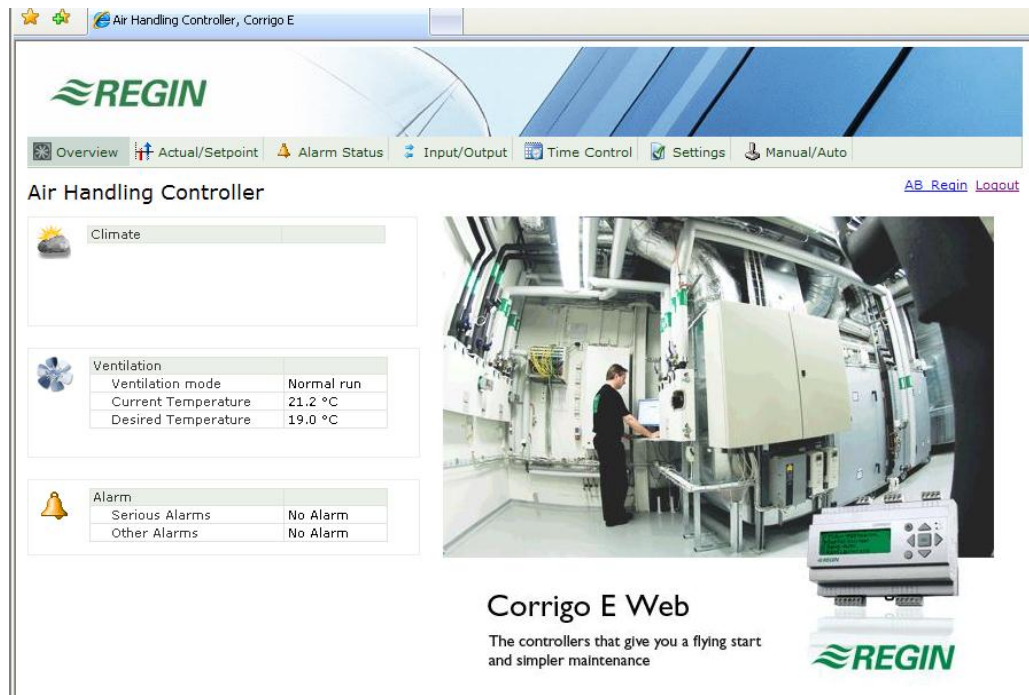 Air Handling Controller, Corrigo E
REGIN
Overview Actual/Setpoint Alarm Status Input/Output Time Control Settings Manual/Auto
Air Handling Controller
AB_Regin Logout
Climate
Ventilation
Ventilation mode Normal run
Current Temperature 21.2 °C
Desired Temperature 19.0 °C
Alarm
Serious Alarms No Alarm
Other Alarms No Alarm
Corrigo E Web
The controllers that give you a flying start
and simpler maintenance
REGIN